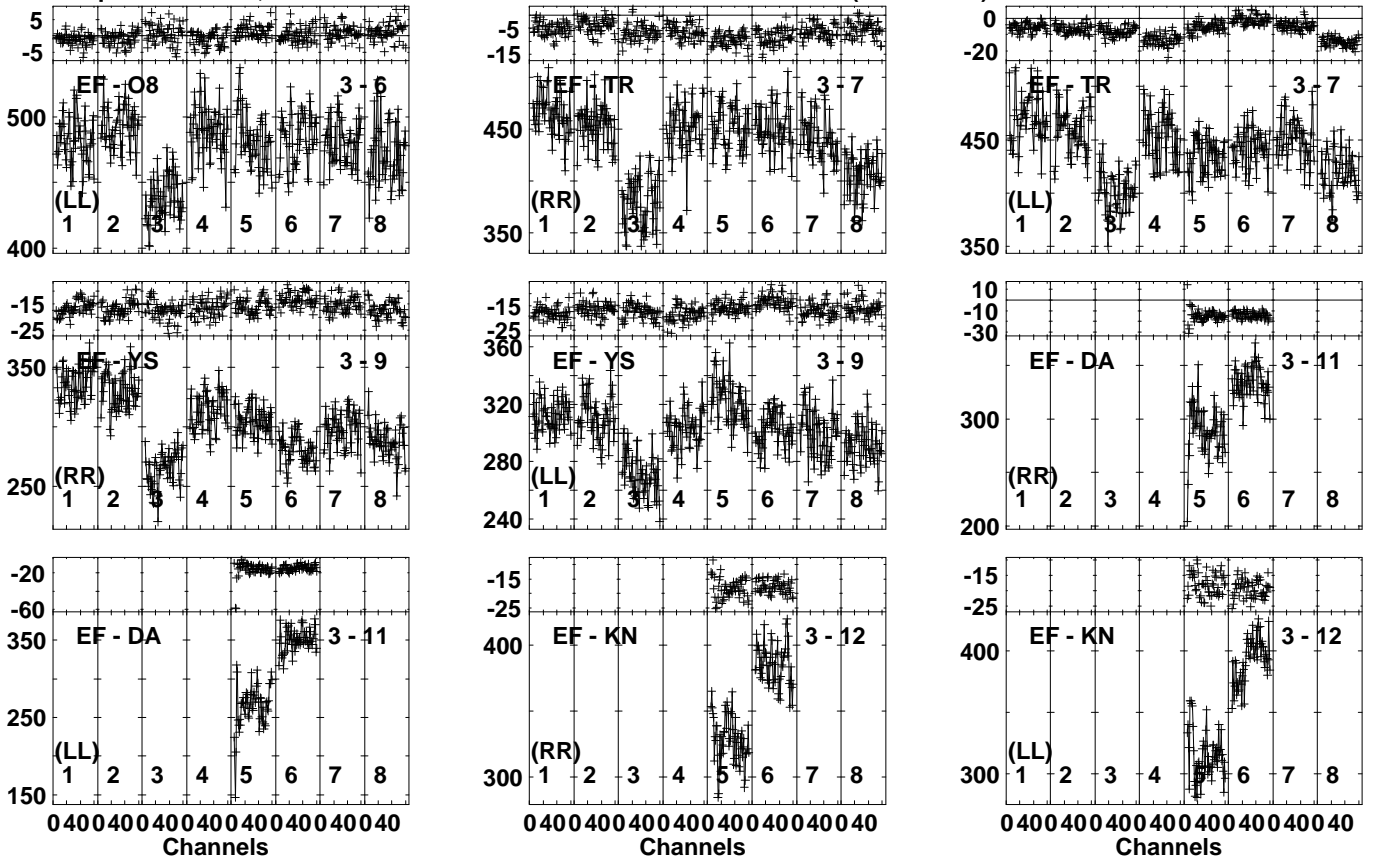 5
-5
EF - O8 3 - 6
500
(LL)
1 2 3 4 5 6 7 8
400
-5
-15
EF - TR 3 - 7
450
(RR)
1 2 3 4 5 6 7 8
350
0
-20
EF - TR 3 - 7
450
(LL)
1 2 3 4 5 6 7 8
350
-15
-25
EF - YS 3 - 9
350
250
(RR)
1 2 3 4 5 6 7 8
-15
-25
360
EF - YS 3 - 9
320
280
(LL)
1 2 3 4 5 6 7 8
240
10
-10
-30
EF - DA 3 - 11
300
(RR)
1 2 3 4 5 6 7 8
200
-20
-60
EF - DA 3 - 11
350
250
(LL)
1 2 3 4 5 6 7 8
150
0 40 0 40 0 40 0 40 0 40 0 40 0 40 0 40
Channels
-15
-25
EF - KN 3 - 12
400
(RR)
1 2 3 4 5 6 7 8
300
0 40 0 40 0 40 0 40 0 40 0 40 0 40 0 40
Channels
-15
-25
EF - KN 3 - 12
400
(LL)
1 2 3 4 5 6 7 8
300
0 40 0 40 0 40 0 40 0 40 0 40 0 40 0 40
Channels